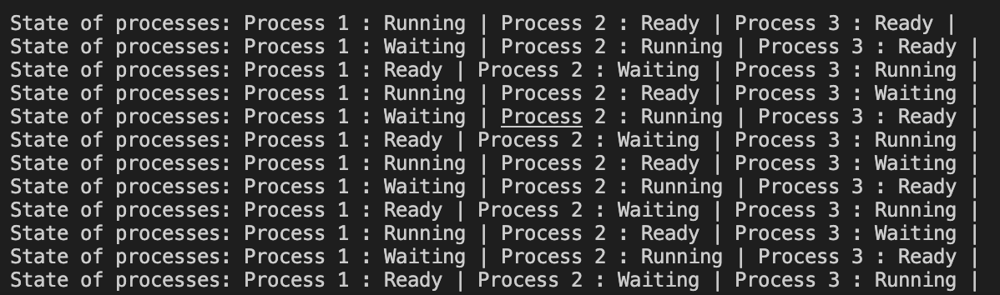 State of processes: Process 1 : Running | Process 2 : Ready | Process 3 : Ready |
State of processes: Process 1 : Waiting | Process 2 : Running | Process 3 : Ready |
State of processes: Process 1 : Ready | Process 2 : Waiting | Process 3 : Running |
State of processes: Process 1 : Running | Process 2 : Ready | Process 3 : Waiting |
State of processes: Process 1 : Waiting | Process 2 : Running | Process 3 : Ready |
State of processes: Process 1 : Ready | Process 2 : Waiting | Process 3 : Running |
State of processes: Process 1 : Running | Process 2 : Ready | Process 3 : Waiting |
State of processes: Process 1 : Waiting | Process 2 : Running | Process 3 : Ready |
State of processes: Process 1 : Ready | Process 2 : Waiting | Process 3 : Running |
State of processes: Process 1 : Running | Process 2 : Ready | Process 3 : Waiting |
State of processes: Process 1 : Waiting | Process 2 : Running | Process 3 : Ready |
State of processes: Process 1 : Ready | Process 2 : Waiting | Process 3 : Running |